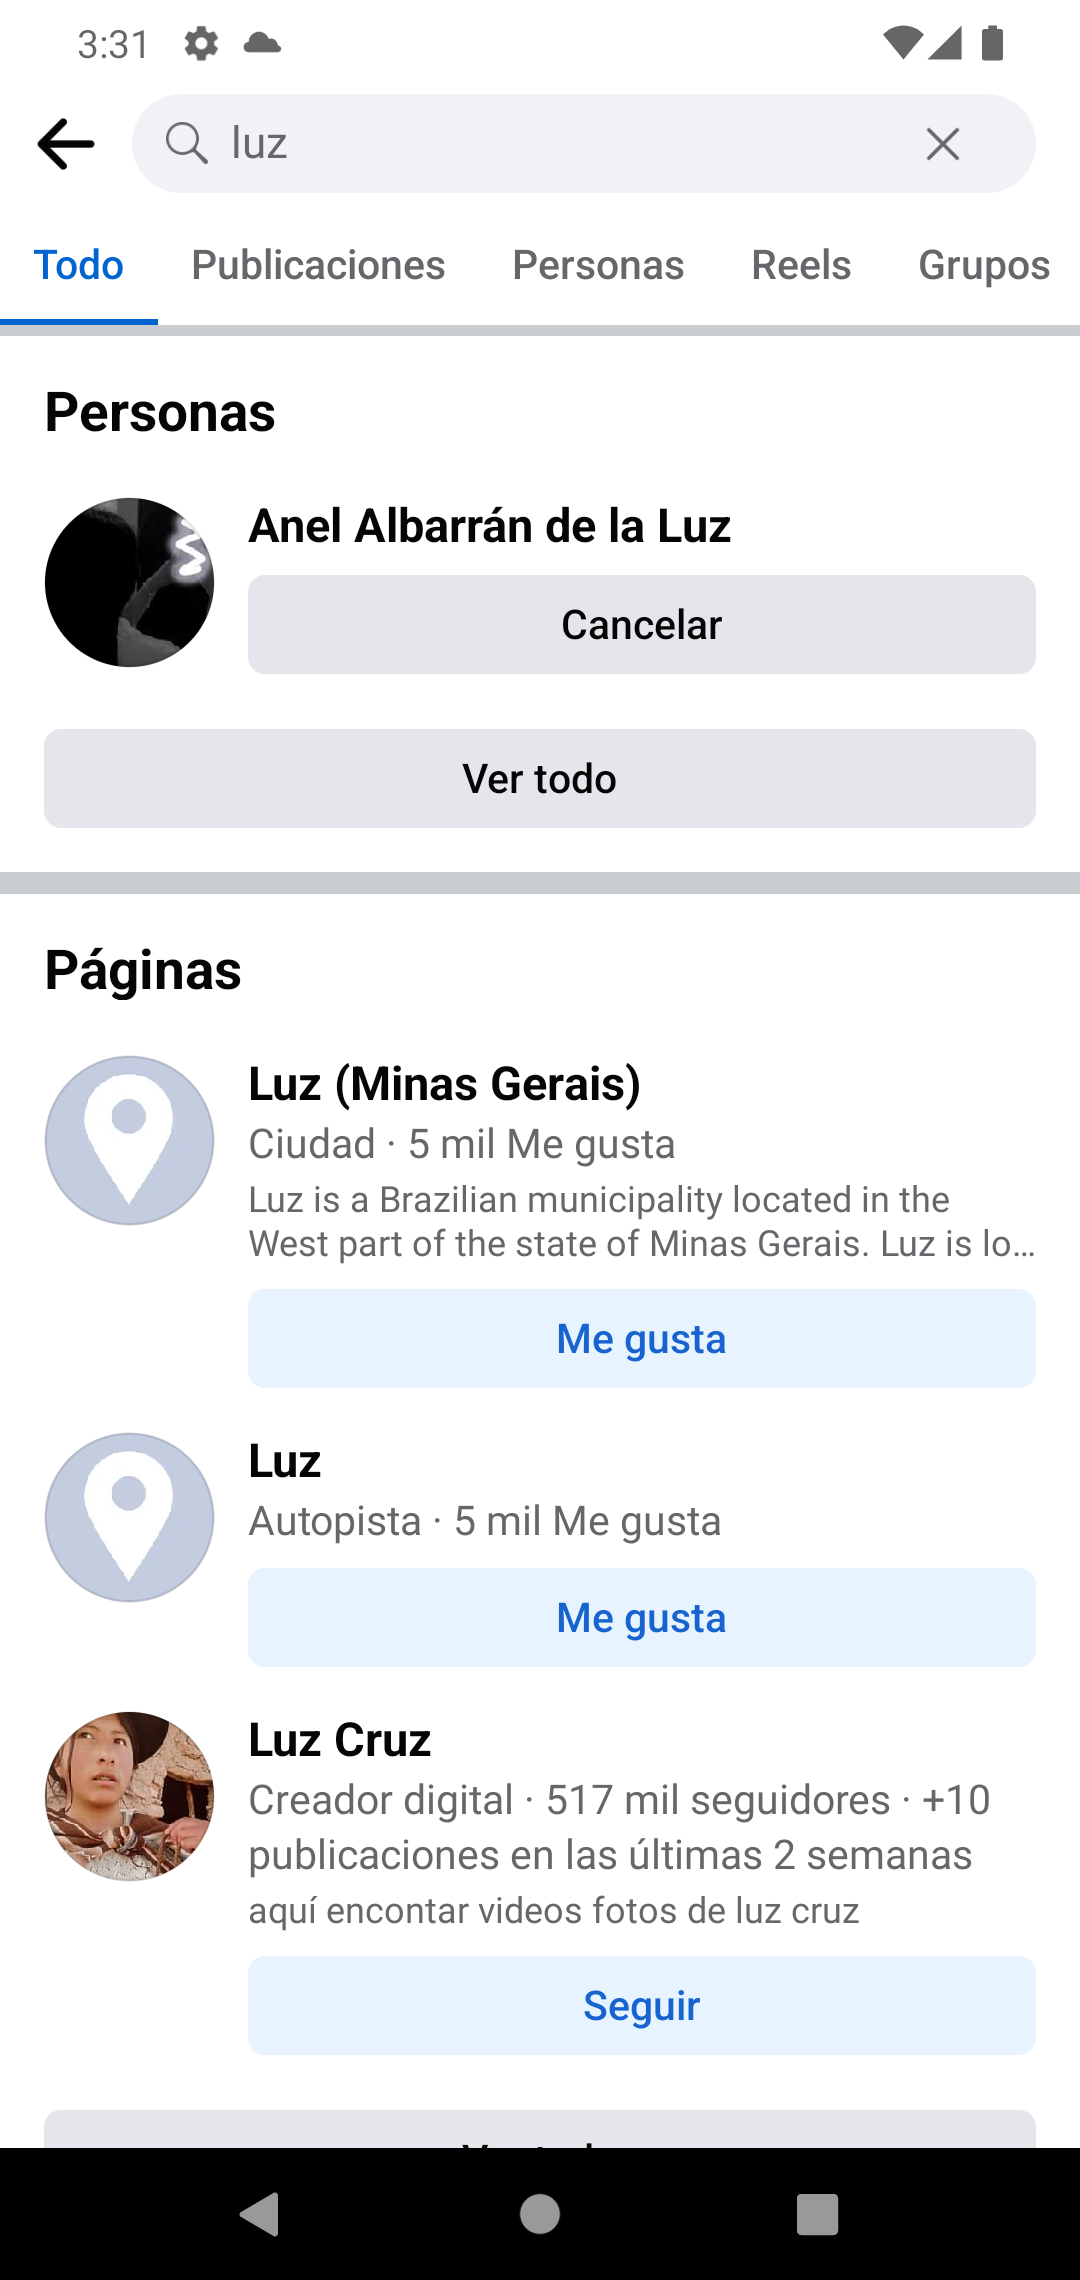 3:31
luz
Todo Publicaciones Personas Reels Grupos
Personas
Anel Albarrán de la Luz
Cancelar
Ver todo
Páginas
Luz (Minas Gerais)
Ciudad · 5 mil Me gusta
Luz is a Brazilian municipality located in the
West part of the state of Minas Gerais. Luz is lo…
Me gusta
Luz
Autopista · 5 mil Me gusta
Me gusta
Luz Cruz
Creador digital · 517 mil seguidores · +10
publicaciones en las últimas 2 semanas
aquí encontar videos fotos de luz cruz
Seguir